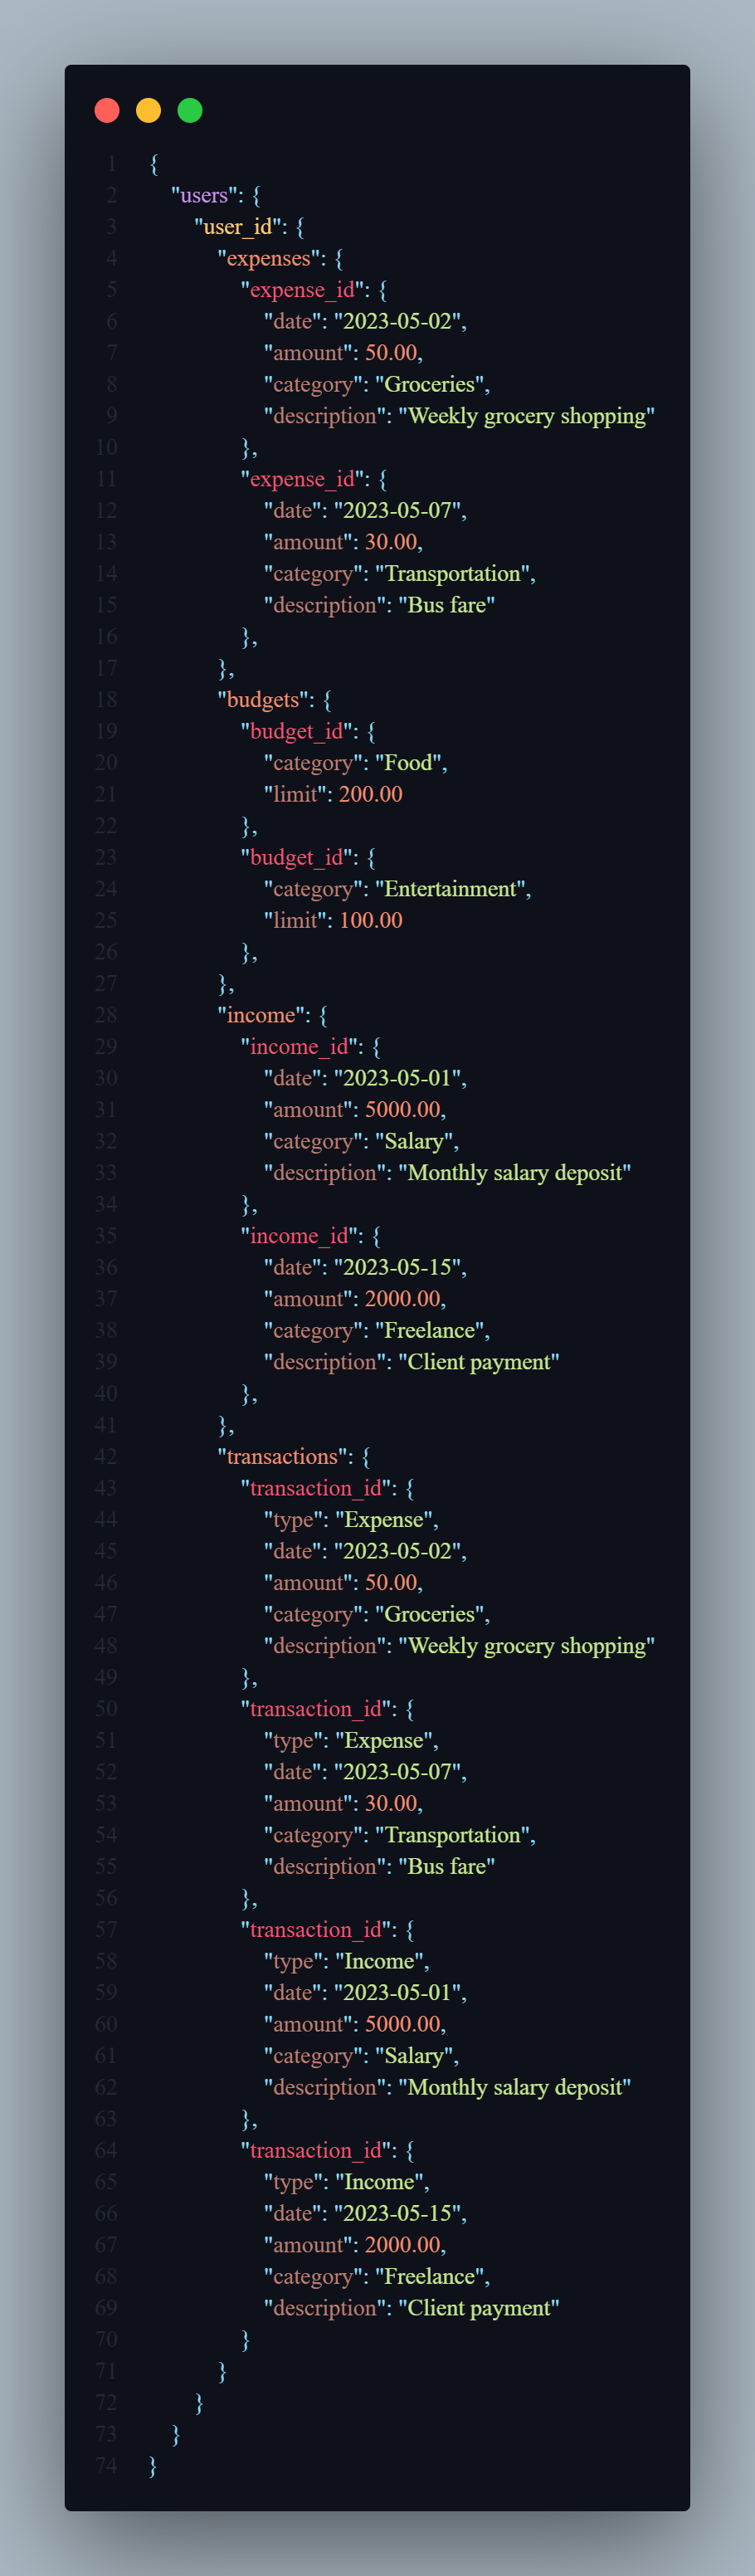 1 {
2 "users": {
3 "user_id": {
4 "expenses": {
5 "expense_id": {
6 "date": "2023-05-02",
7 "amount": 50.00,
8 "category": "Groceries",
9 "description": "Weekly grocery shopping"
10 },
11 "expense_id": {
12 "date": "2023-05-07",
13 "amount": 30.00,
14 "category": "Transportation",
15 "description": "Bus fare"
16 },
17 },
18 "budgets": {
19 "budget_id": {
20 "category": "Food",
21 "limit": 200.00
22 },
23 "budget_id": {
24 "category": "Entertainment",
25 "limit": 100.00
26 },
27 },
28 "income": {
29 "income_id": {
30 "date": "2023-05-01",
31 "amount": 5000.00,
32 "category": "Salary",
33 "description": "Monthly salary deposit"
34 },
35 "income_id": {
36 "date": "2023-05-15",
37 "amount": 2000.00,
38 "category": "Freelance",
39 "description": "Client payment"
40 },
41 },
42 "transactions": {
43 "transaction_id": {
44 "type": "Expense",
45 "date": "2023-05-02",
46 "amount": 50.00,
47 "category": "Groceries",
48 "description": "Weekly grocery shopping"
49 },
50 "transaction_id": {
51 "type": "Expense",
52 "date": "2023-05-07",
53 "amount": 30.00,
54 "category": "Transportation",
55 "description": "Bus fare"
56 },
57 "transaction_id": {
58 "type": "Income",
59 "date": "2023-05-01",
60 "amount": 5000.00,
61 "category": "Salary",
62 "description": "Monthly salary deposit"
63 },
64 "transaction_id": {
65 "type": "Income",
66 "date": "2023-05-15",
67 "amount": 2000.00,
68 "category": "Freelance",
69 "description": "Client payment"
70 }
71 }
72 }
73 }
74 }